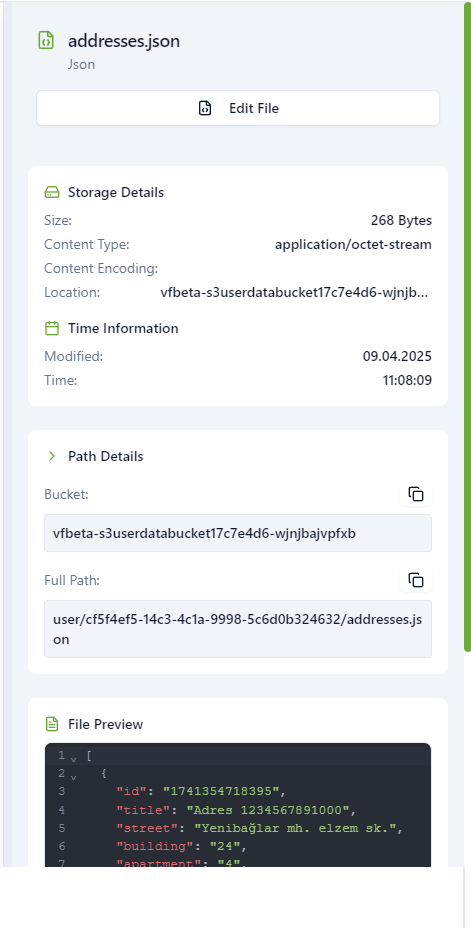 addresses.json
Json
Edit File
Storage Details
Size: 268 Bytes
Content Type: application/octet-stream
Content Encoding:
Location: vfbeta-s3userdatabucket17c7e4d6-wjnjb...
Time Information
Modified: 09.04.2025
Time: 11:08:09
Path Details
Bucket:
vfbeta-s3userdatabucket17c7e4d6-wjnjbajvpfxb
Full Path:
user/cf5f4ef5-14c3-4c1a-9998-5c6d0b324632/addresses.js
on
File Preview
1 [
2 {
3 "id": "1741354718395",
4 "title": "Adres 1234567891000",
5 "street": "Yenibağlar mh. elzem sk.",
6 "building": "24",
7 "apartment": "4",